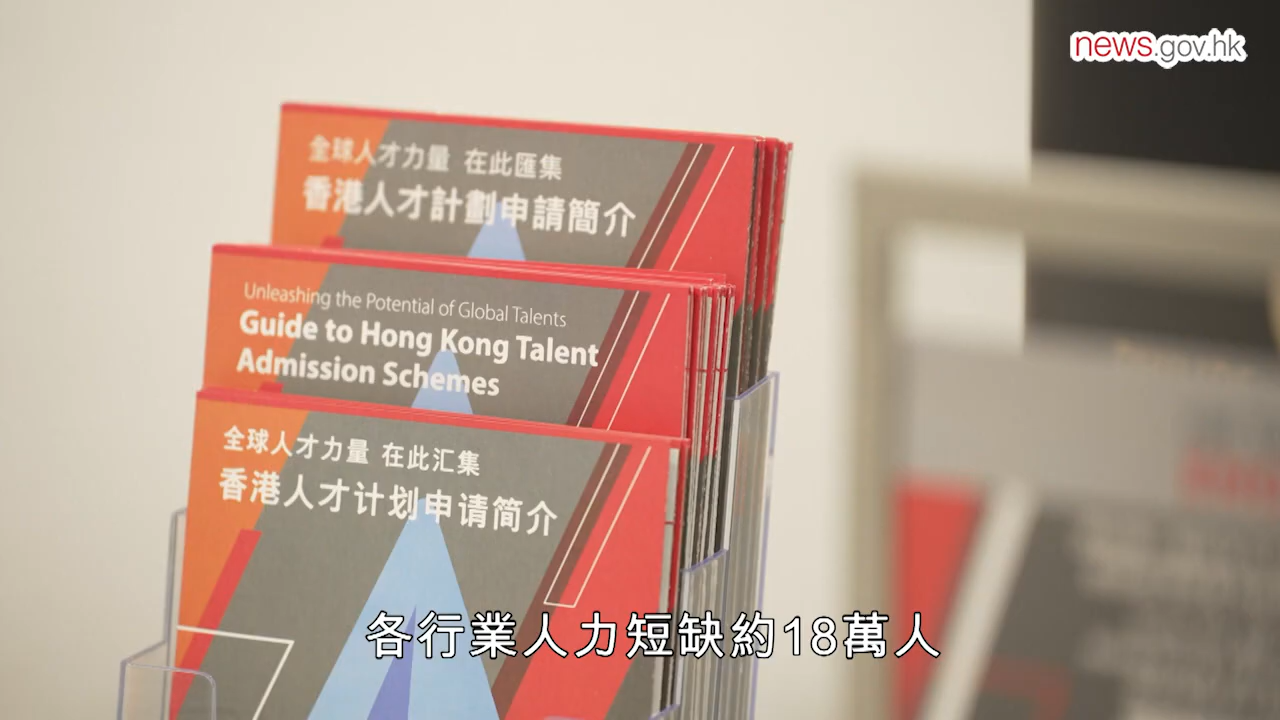 news.gov.hk
全球人才力量 在此匯集
香港人才計劃申請簡介
Unleashing the Potential of Global Talents
Guide to Hong Kong Talent
Admission Schemes
全球人才力量 在此汇集
香港人才计划申请简介
各行業人力短缺約18萬人